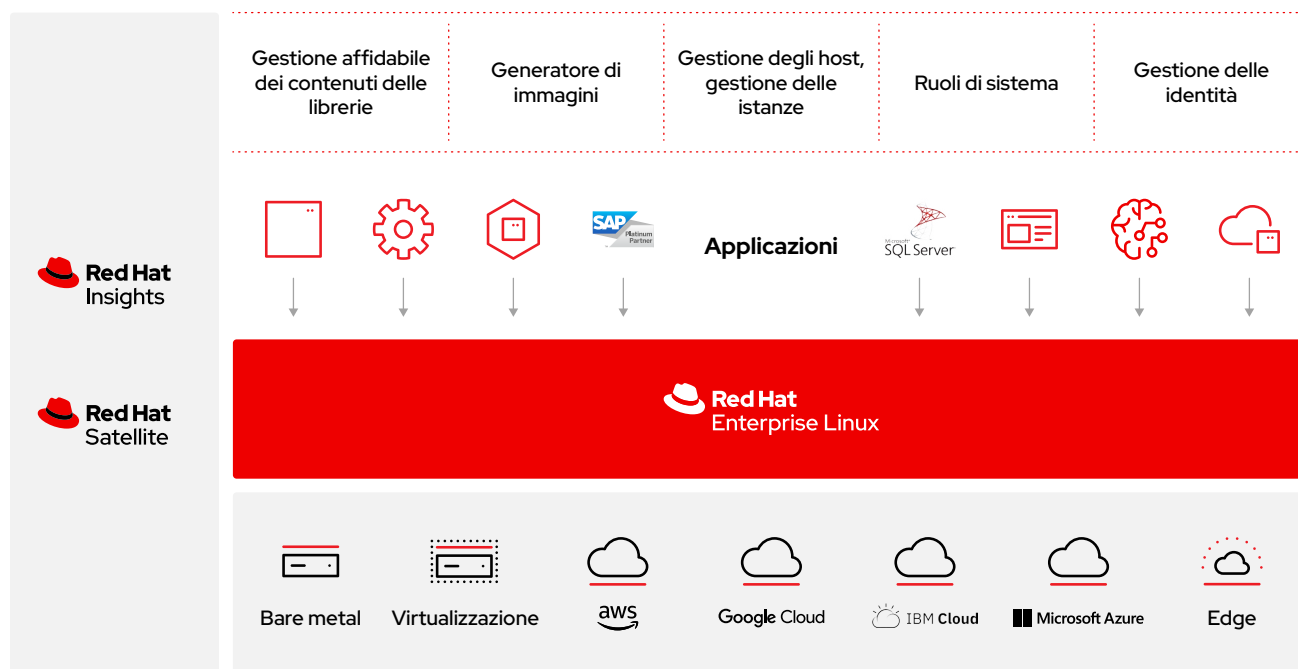 Gestione affidabile
dei contenuti delle
librerie
Generatore di
immagini
Gestione degli host,
gestione delle
istanze
Ruoli di sistema
Gestione delle
identità
SAP
Platinum
Partner
Applicazioni
Microsoft
SQL Server
Red Hat
Insights
Red Hat
Satellite
Red Hat
Enterprise Linux
Bare metal
Virtualizzazione
aws
Google Cloud
IBM Cloud
Microsoft Azure
Edge